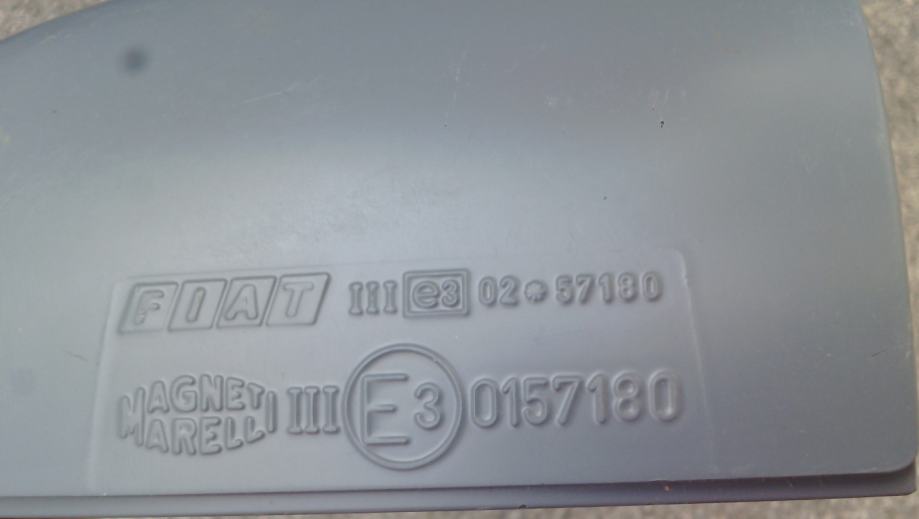 FIAT III e3 02*57180
MAGNETI MARELLI III E3 0157180